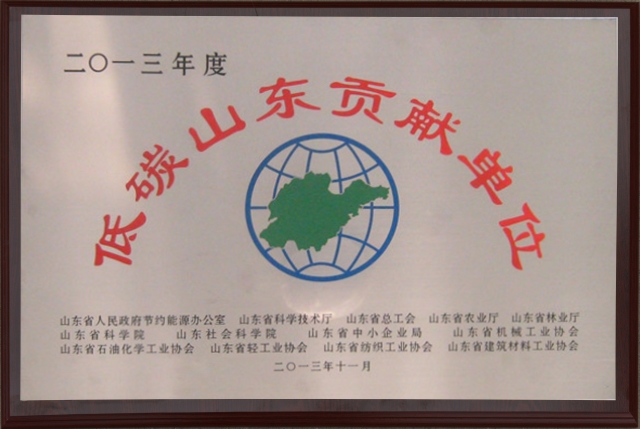 二〇一三年度
低碳山东贡献单位
山东省人民政府节约能源办公室 山东省科学技术厅 山东省总工会 山东省农业厅 山东省林业厅
山东省科学院 山东社会科学院 山东省中小企业局 山东省机械工业协会
山东省石油化学工业协会 山东省轻工业协会 山东省纺织工业协会 山东省建筑材料工业协会
二〇一三年十一月